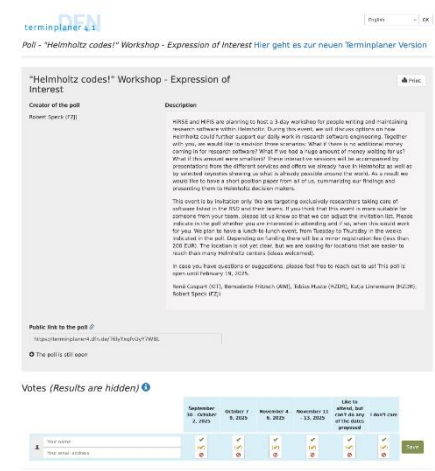 DFN
terminplaner 4.1
English
OK
Poll - "Helmholtz codes!" Workshop - Expression of Interest Hier geht es zur neuen Terminplaner Version
"Helmholtz codes!" Workshop - Expression of
Interest
Print
Creator of the poll
Robert Speck (FZJ)
Description
HIRSE and HIFIS are planning to host a 3-day workshop for people writing and maintaining
research software within Helmholtz. During this event, we will discuss options on how
Helmholtz could further support our daily work in research software engineering. Together
with you, we would like to envision three scenarios: What if there is no additional money
coming in for research software? What if we had a huge amount of money waiting for us?
What if this amount were smallish? These interactive sessions will be accompanied by
presentations from the different services and offers we already have in Helmholtz as well as
by selected keynotes showing us what is already possible around the world. As a result we
would like to have a short position paper from all of us, summarizing our findings and
presenting them to Helmholtz decision makers.
This event is by invitation only. We are targeting exclusively researchers taking care of
software listed in the RSD and their teams. If you think that this event is more suitable for
someone from your team, please let us know so that we can adjust the invitation list. Please
indicate in the poll whether you are interested in attending and if so, when this should work
for you. We plan to have a lunch-to-lunch event, from Tuesday to Thursday in the weeks
indicated in the poll. Depending on funding there will be a minor registration fee (less than
200 EUR). The location is not yet clear, but we are looking for locations that are easier to
reach than many Helmholtz centers (ideas welcomed).
In case you have questions or suggestions, please feel free to reach out to us! This poll is
open until February 19, 2025.
René Caspart (KIT), Bernadette Fritzsch (AWI), Tobias Huste (HZDR), Katja Linnemann (HZDR),
Robert Speck (FZJ)
Public link to the poll
The poll is still open
Votes (Results are hidden)
September
30 - October
2, 2025
October 7 -
9, 2025
November 4 -
6, 2025
November 11
- 13, 2025
Like to
attend, but
can't do any
of the dates
proposed
I don't care
Your name
Your email address
Save